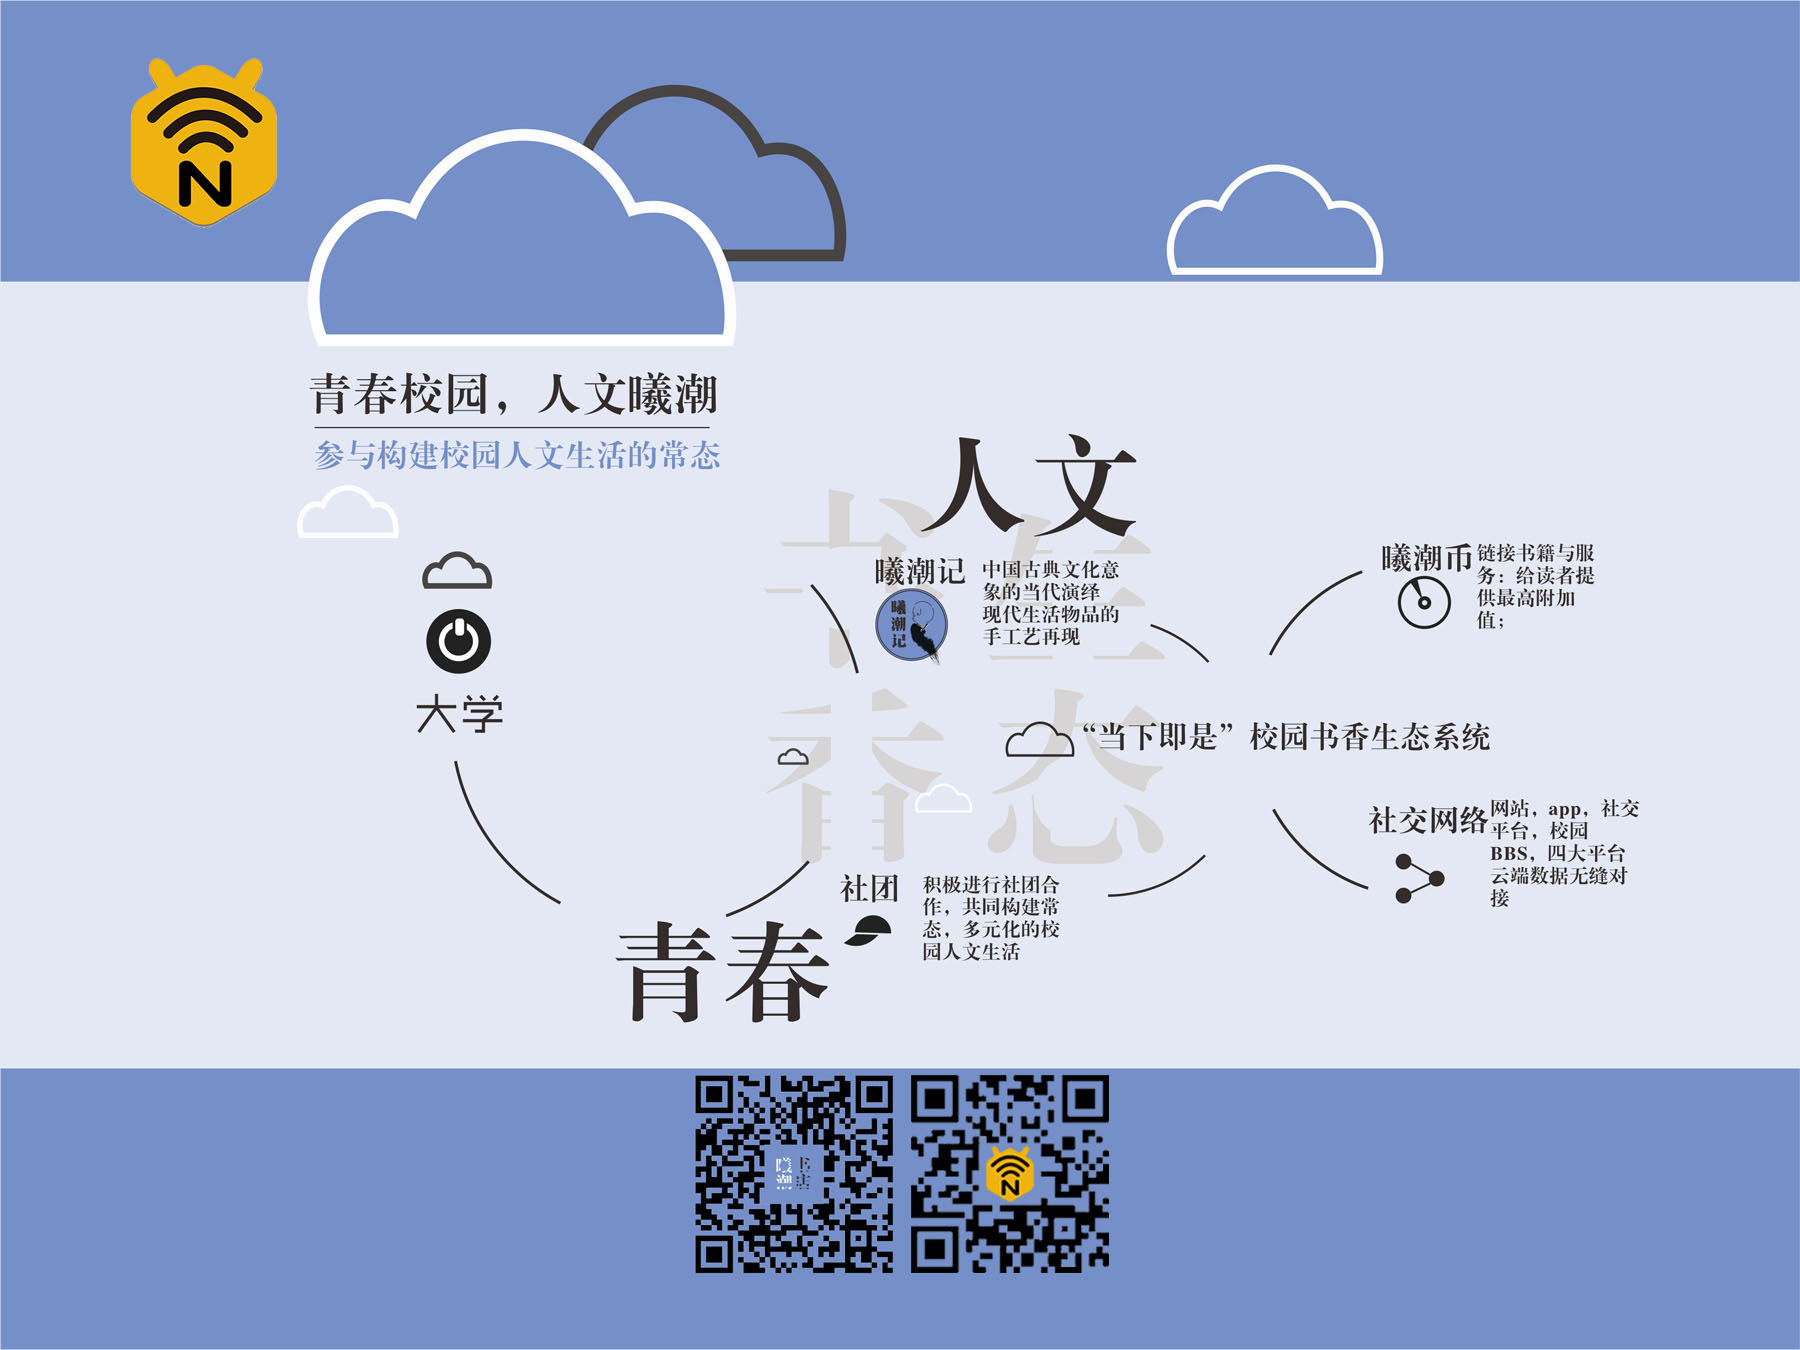 N
青春校园，人文曦潮
参与构建校园人文生活的常态
人文
书生
香态
曦潮记
曦潮记
中国古典文化意
象的当代演绎
现代生活物品的
手工艺再现
曦潮币
链接书籍与服
务：给读者提
供最高附加
值；
大学
“当下即是”校园书香生态系统
社交网络
网站，app，社交
平台，校园
BBS，四大平台
云端数据无缝对
接
社团
积极进行社团合
作，共同构建常
态，多元化的校
园人文生活
青春
曦潮
书店
N